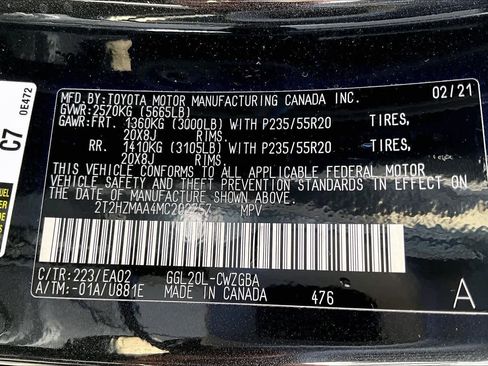 MFD.BY:TOYOTA MOTOR MANUFACTURING CANADA INC. 02/21
GVWR:2570KG (5665LB)
GAWR:FRT. 1360KG (3000LB) WITH P235/55R20 TIRES,
20X8J RIMS,
RR. 1410KG (3105LB) WITH P235/55R20 TIRES,
20X8J RIMS,
THIS VEHICLE CONFORMS TO ALL APPLICABLE FEDERAL MOTOR
VEHICLE SAFETY AND THEFT PREVENTION STANDARDS IN EFFECT ON
THE DATE OF MANUFACTURE SHOWN ABOVE.
MPV
C/TR:223/EA02 GGL20L-CWZGBA
A/TM:-01A/U881E MADE IN CANADA 476 A
C7
0E472